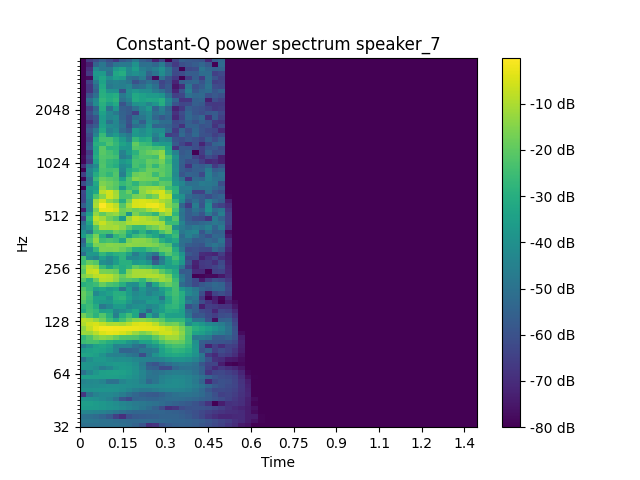 Constant-Q power spectrum speaker_7
Hz
2048
1024
512
256
128
64
32
0 0.15 0.3 0.45 0.6 0.75 0.9 1.1 1.2 1.4
Time
-10 dB
-20 dB
-30 dB
-40 dB
-50 dB
-60 dB
-70 dB
-80 dB